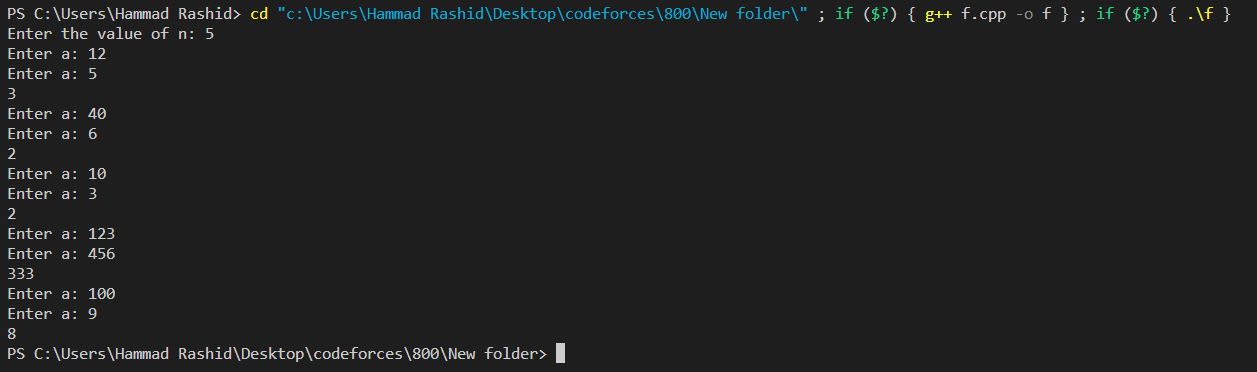 PS C:\Users\Hammad Rashid> cd "c:\Users\Hammad Rashid\Desktop\codeforces\800\New folder\" ; if ($?) { g++ f.cpp -o f } ; if ($?) { .\f }
Enter the value of n: 5
Enter a: 12
Enter a: 5
3
Enter a: 40
Enter a: 6
2
Enter a: 10
Enter a: 3
2
Enter a: 123
Enter a: 456
333
Enter a: 100
Enter a: 9
8
PS C:\Users\Hammad Rashid\Desktop\codeforces\800\New folder>